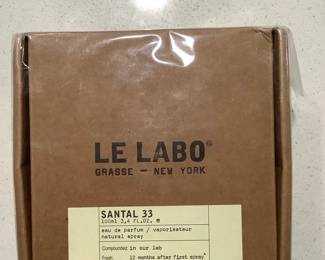 LE LABO®
GRASSE – NEW YORK
SANTAL 33
100ml 3,4 FL.OZ. ℮
eau de parfum / vaporisateur
natural spray
Compounded in our lab
Fresh: 12 months after first spray*